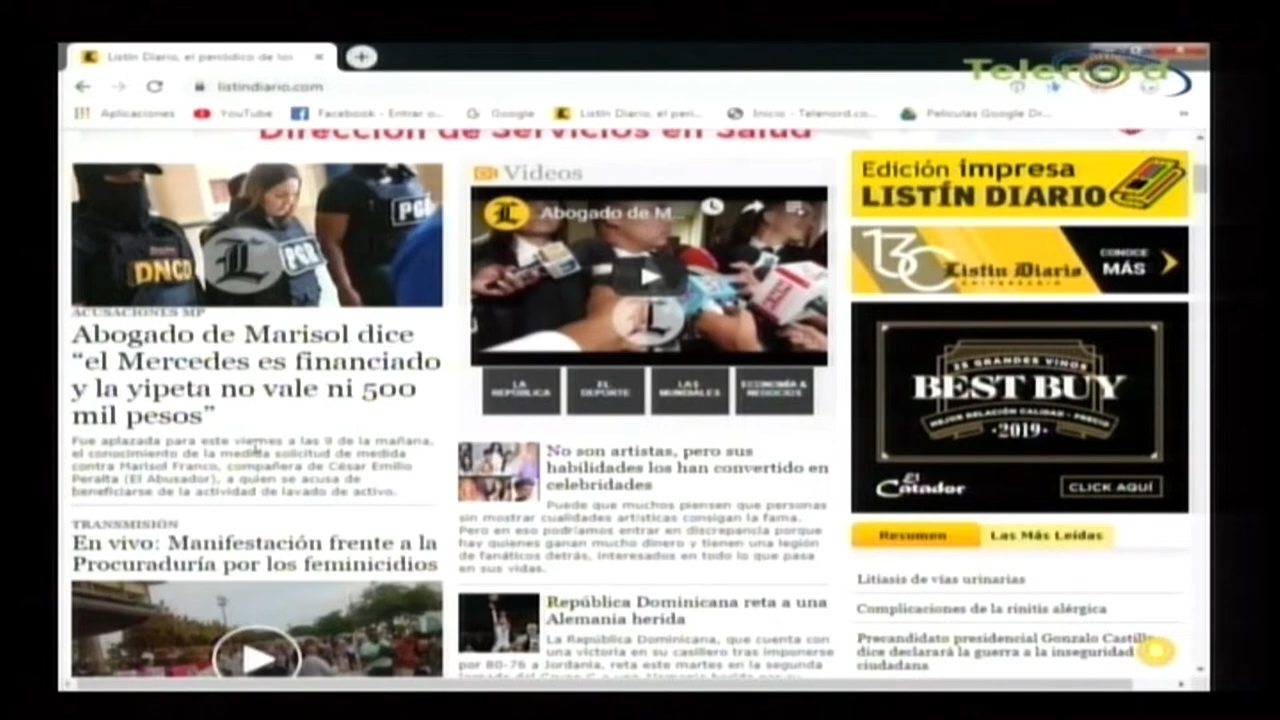 Listín Diario, el periódico de los
Telenord
listindiario.com
Aplicaciones
YouTube
Facebook - Entrar o...
Google
Listín Diario, el peri...
Inicio - Telenord.co...
Películas Google Dr...
Dirección de Servicios en Salud
DNCD
PGR
PG
ACUSACIONES MP
Abogado de Marisol dice
“el Mercedes es financiado
y la yipeta no vale ni 500
mil pesos”
Fue aplazada para este viernes a las 9 de la mañana,
el conocimiento de la medida solicitud de medida
contra Marisol Franco, compañera de César Emilio
Peralta (El Abusador), a quien se acusa de
beneficiarse de la actividad de lavado de activo.
TRANSMISIÓN
En vivo: Manifestación frente a la
Procuraduría por los feminicidios
Videos
L
Abogado de M...
LA
REPÚBLICA
EL
DEPORTE
LAS
MUNDIALES
ECONOMÍA &
NEGOCIOS
No son artistas, pero sus
habilidades los han convertido en
celebridades
Puede que muchos piensen que personas
sin mostrar cualidades artísticas consigan la fama.
Pero en eso podríamos entrar en discrepancia porque
hay quienes ganan mucho dinero y tienen una legión
de fanáticos detrás, interesados en todo lo que pasa
en sus vidas.
República Dominicana reta a una
Alemania herida
La República Dominicana, que cuenta con
una victoria en su casillero tras imponerse
por 80-76 a Jordania, reta este martes en la segunda
Edición impresa
LISTÍN DIARIO
130
Listin Diario
ANIVERSARIO
CONOCE
MÁS
25 GRANDES VINOS
BEST BUY
MEJOR RELACIÓN CALIDAD - PRECIO
·2019·
El
Catador
CLICK AQUÍ
Resumen
Las Más Leídas
Litiasis de vías urinarias
Complicaciones de la rinitis alérgica
Precandidato presidencial Gonzalo Castillo
dice declarará la guerra a la inseguridad
ciudadana